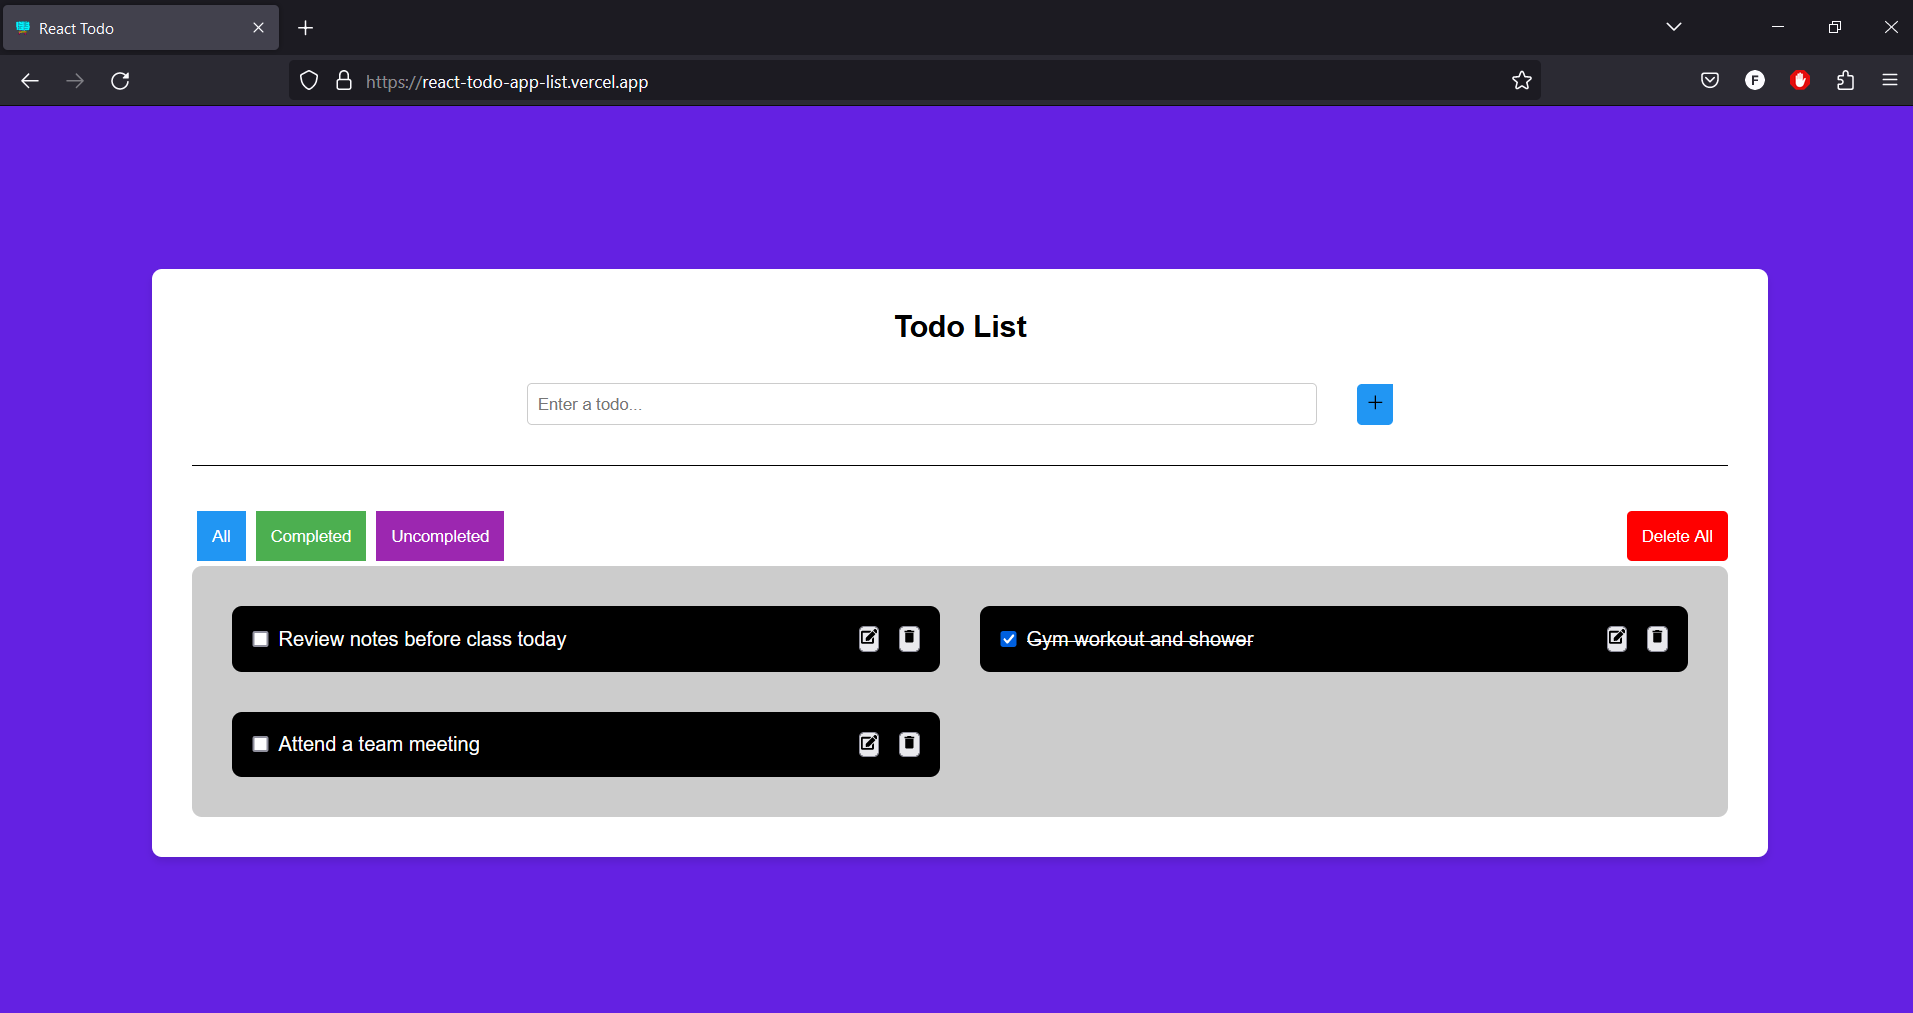 React Todo
https://react-todo-app-list.vercel.app
F
Todo List
Enter a todo...
+
All
Completed
Uncompleted
Delete All
Review notes before class today
Gym workout and shower
Attend a team meeting